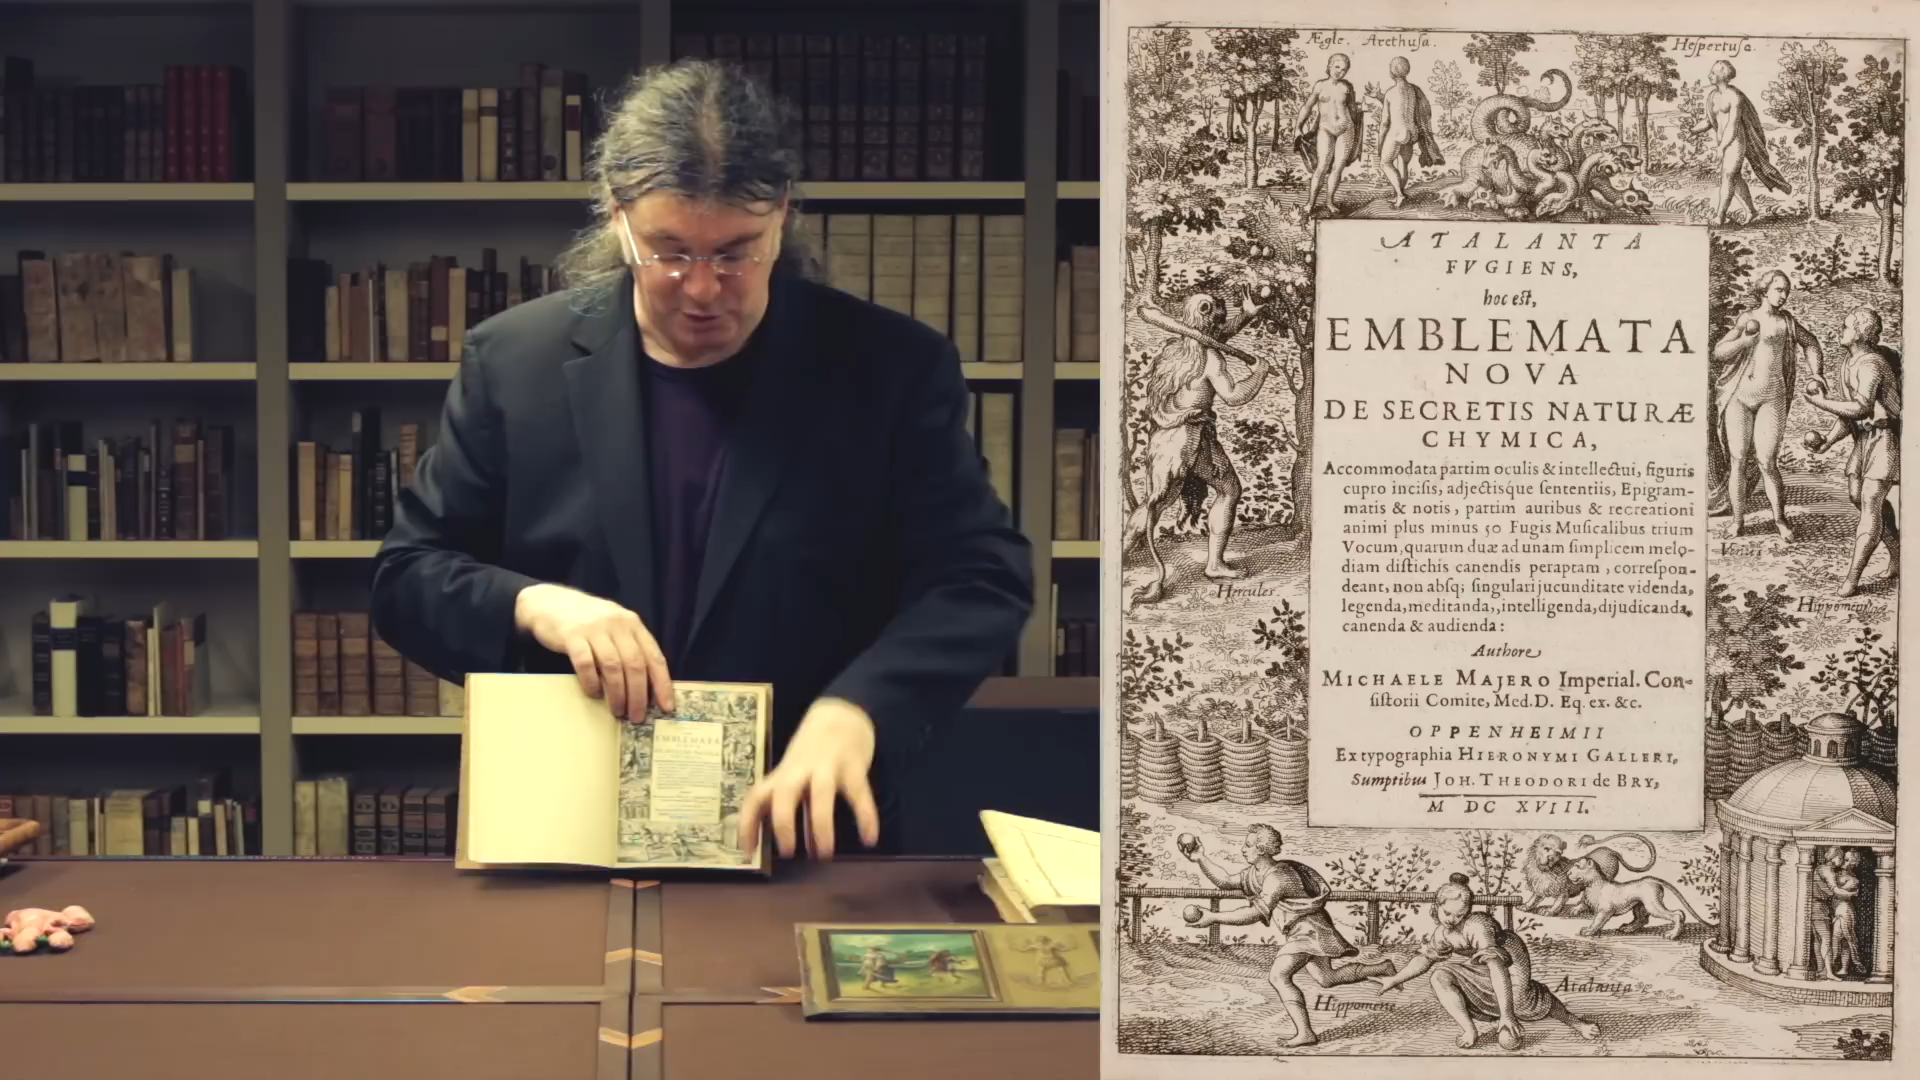 Ægle. Arethusa.
Hespertusa.
ATALANTA
FVGIENS,
hoc est,
EMBLEMATA
NOVA
DE SECRETIS NATURÆ
CHYMICA,
Accommodata partim oculis & intellectui, figuris
cupro incisis, adjectisque sententiis, Epigram-
matis & notis, partim auribus & recreationi
animi plus minus 50 Fugis Musicalibus trium
Vocum, quarum duæ ad unam simplicem melo-
diam distichis canendis peraptam, correspon-
deant, non absq; singulari jucunditate videnda,
legenda, meditanda, intelligenda, dijudicanda,
canenda & audienda:
Authore
MICHAELE MAJERO Imperial. Con-
sistorii Comite, Med. D. Eq. ex. &c.
OPPENHEIMII
Ex typographia HIERONYMI GALLERI,
Sumptibus JOH. THEODORI de BRY,
M DC XVIII.
Hercules.
Venus
Hippomenes
Hippomene
Atalanta
EMBLEMATA